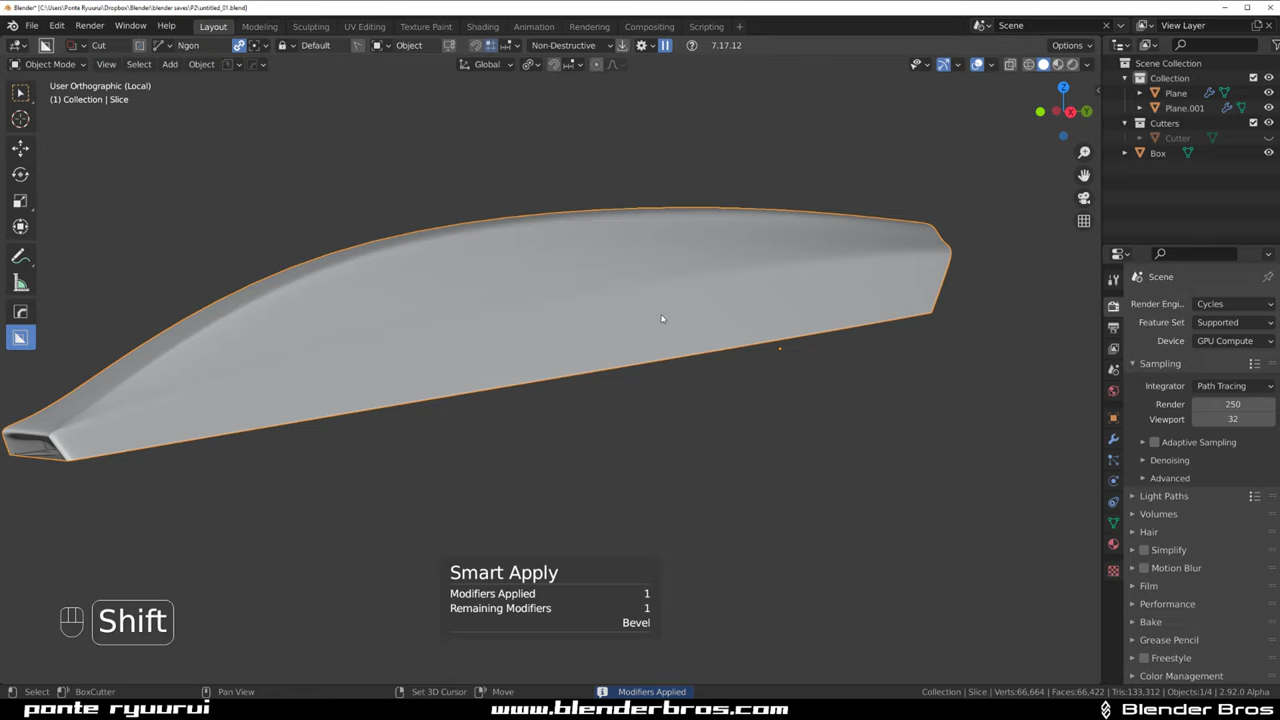 Blender* [C:\Users\Ponte Ryuurui\Dropbox\Blender\blender saves\PZ\untitled_01.blend]
File Edit Render Window Help Layout Modeling Sculpting UV Editing Texture Paint Shading Animation Rendering Compositing Scripting Scene View Layer
Cut Ngon Default Object Non-Destructive 7.17.12 Options
Object Mode View Select Add Object Global
User Orthographic (Local)
(1) Collection | Slice
Z
X
Y
Scene Collection
Collection
Plane
Plane.001
Cutters
Cutter
Box
Scene
Render Engi.. Cycles
Feature Set Supported
Device GPU Compute
Sampling
Integrator Path Tracing
Render 250
Viewport 32
Adaptive Sampling
Denoising
Advanced
Light Paths
Volumes
Hair
Simplify
Motion Blur
Film
Performance
Bake
Grease Pencil
Freestyle
Color Management
Smart Apply
Modifiers Applied 1
Remaining Modifiers 1
Bevel
Shift
Select BoxCutter Pan View Set 3D Cursor Move Modifiers Applied Collection | Slice | Verts:66,664 | Faces:66,422 | Tris:133,312 | Objects:1/4 | 2.92.0 Alpha
ponte ryuurui www.blenderbros.com Blender Bros